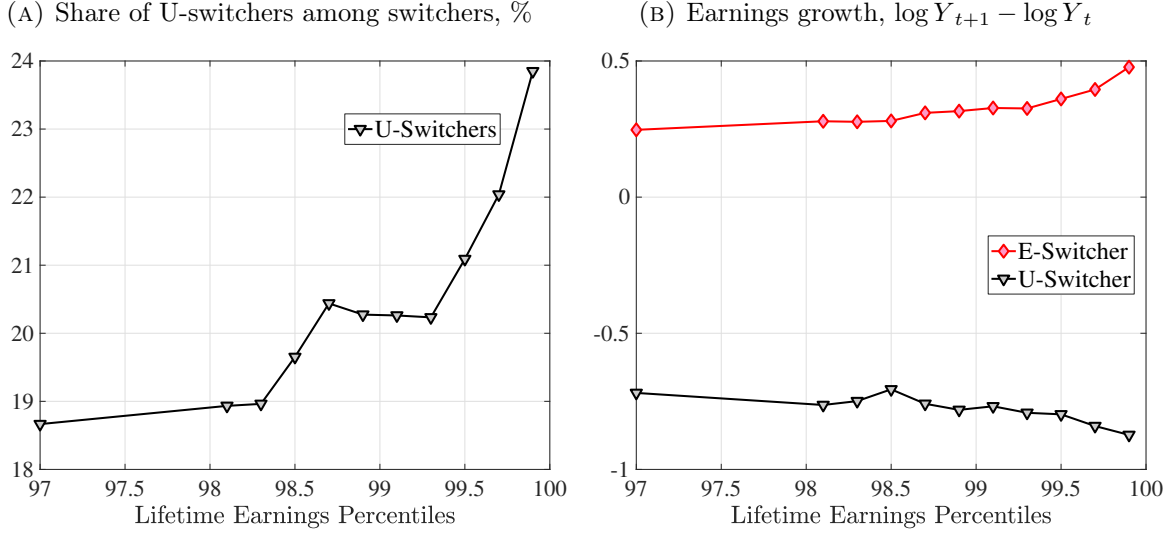 (A) Share of U-switchers among switchers, %
24
23
22
21
20
19
18
U-Switchers
97 97.5 98 98.5 99 99.5 100
Lifetime Earnings Percentiles
(B) Earnings growth, log Y_{t+1} − log Y_t
0.5
0
-0.5
-1
E-Switcher
U-Switcher
97 97.5 98 98.5 99 99.5 100
Lifetime Earnings Percentiles